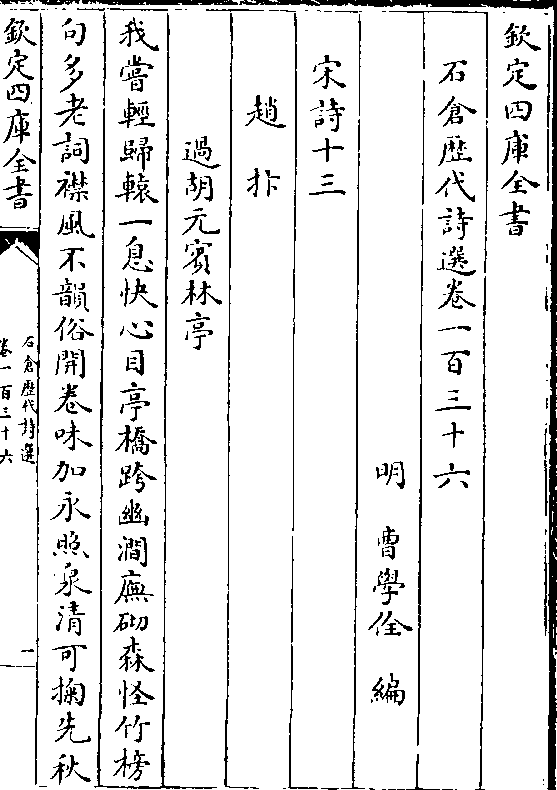 欽定四庫全書
石倉歷代詩選卷一百三十六
明 曹學佺 編
宋詩十三
趙抃
過胡元賓林亭
我嘗輕歸轅一息快心目亭橋跨幽澗廡砌森怪竹榜
句多老詞襟風不韻俗開卷味加永照泉清可掬先秋
欽定四庫全書
石倉歷代詩選
卷一百三十六
一